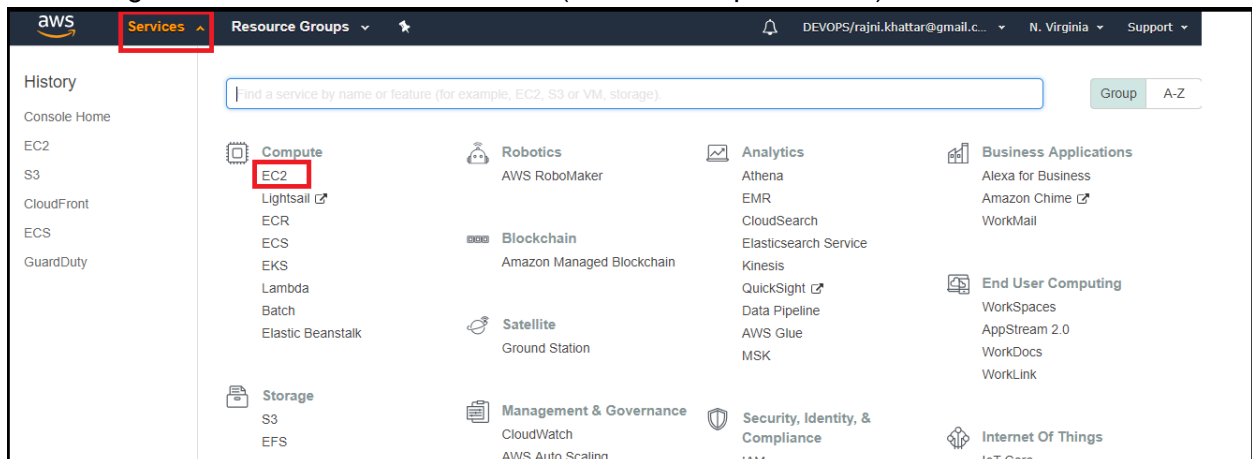 aws
Services
Resource Groups
DEVOPS/rajni.khattar@gmail.c...
N. Virginia
Support
History
Console Home
EC2
S3
CloudFront
ECS
GuardDuty
Find a service by name or feature (for example, EC2, S3 or VM, storage).
Group
A-Z
Compute
EC2
Lightsail
ECR
ECS
EKS
Lambda
Batch
Elastic Beanstalk
Storage
S3
EFS
Robotics
AWS RoboMaker
Blockchain
Amazon Managed Blockchain
Satellite
Ground Station
Management & Governance
CloudWatch
AWS Auto Scaling
Analytics
Athena
EMR
CloudSearch
Elasticsearch Service
Kinesis
QuickSight
Data Pipeline
AWS Glue
MSK
Security, Identity, &
Compliance
IAM
Business Applications
Alexa for Business
Amazon Chime
WorkMail
End User Computing
WorkSpaces
AppStream 2.0
WorkDocs
WorkLink
Internet Of Things
IoT Core